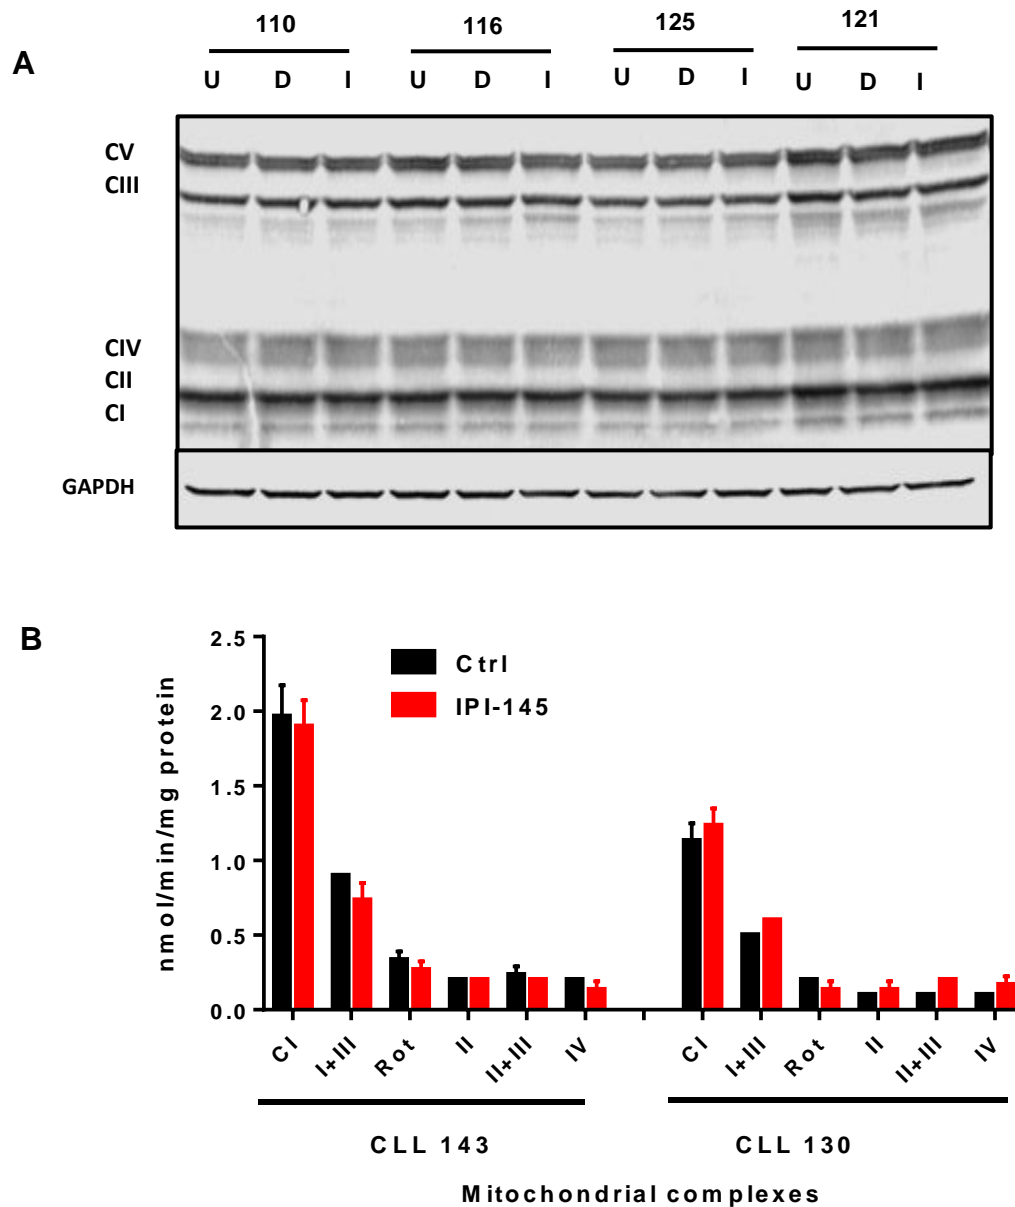 110 116 125 121
A
U D I U D I U D I U D I
CV
CIII
CIV
CII
CI
GAPDH
B
2.5
2.0
1.5
1.0
0.5
0.0
nmol/min/mg protein
Ctrl
IPI-145
CI I+III Rot II II+III IV CI I+III Rot II II+III IV
CLL 143 CLL 130
Mitochondrial complexes